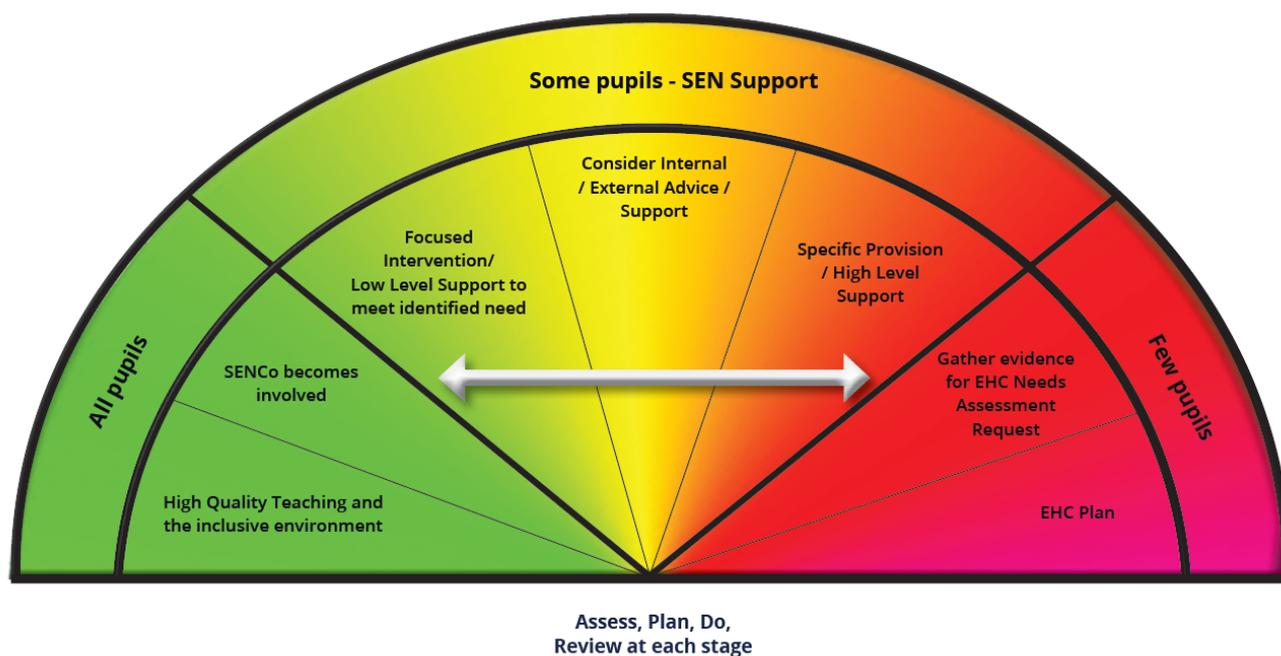 Some pupils - SEN Support
Consider Internal
/ External Advice /
Support
Focused
Intervention/
Low Level Support to
meet identified need
Specific Provision
/ High Level
Support
All pupils
SENCo becomes
involved
Gather evidence
for EHC Needs
Assessment
Request
Few pupils
High Quality Teaching and
the inclusive environment
EHC Plan
Assess, Plan, Do,
Review at each stage